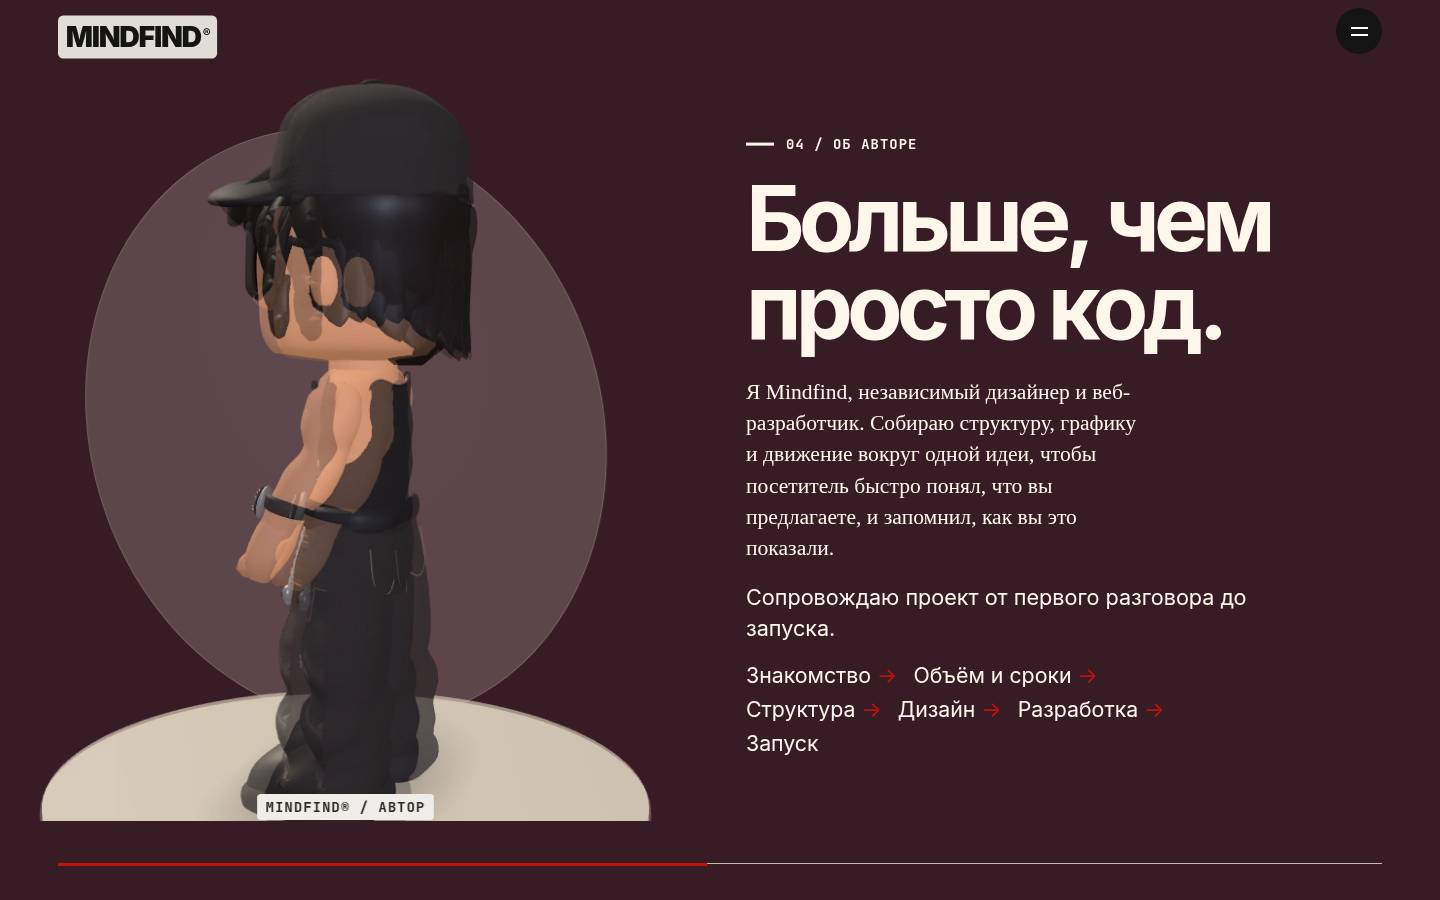 MINDFIND®
04 / ОБ АВТОРЕ
Больше, чем
просто код.
Я Mindfind, независимый дизайнер и веб-
разработчик. Собираю структуру, графику
и движение вокруг одной идеи, чтобы
посетитель быстро понял, что вы
предлагаете, и запомнил, как вы это
показали.
Сопровождаю проект от первого разговора до
запуска.
Знакомство → Объём и сроки →
Структура → Дизайн → Разработка →
Запуск
MINDFIND® / АВТОР